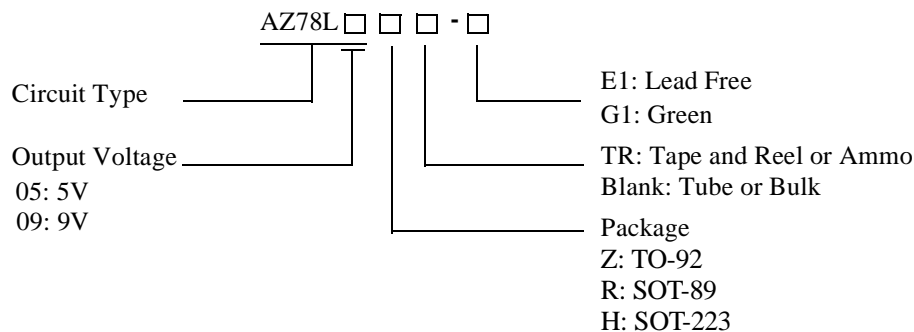 AZ78L□ □ □ - □
Circuit Type
Output Voltage
05: 5V
09: 9V
E1: Lead Free
G1: Green
TR: Tape and Reel or Ammo
Blank: Tube or Bulk
Package
Z: TO-92
R: SOT-89
H: SOT-223